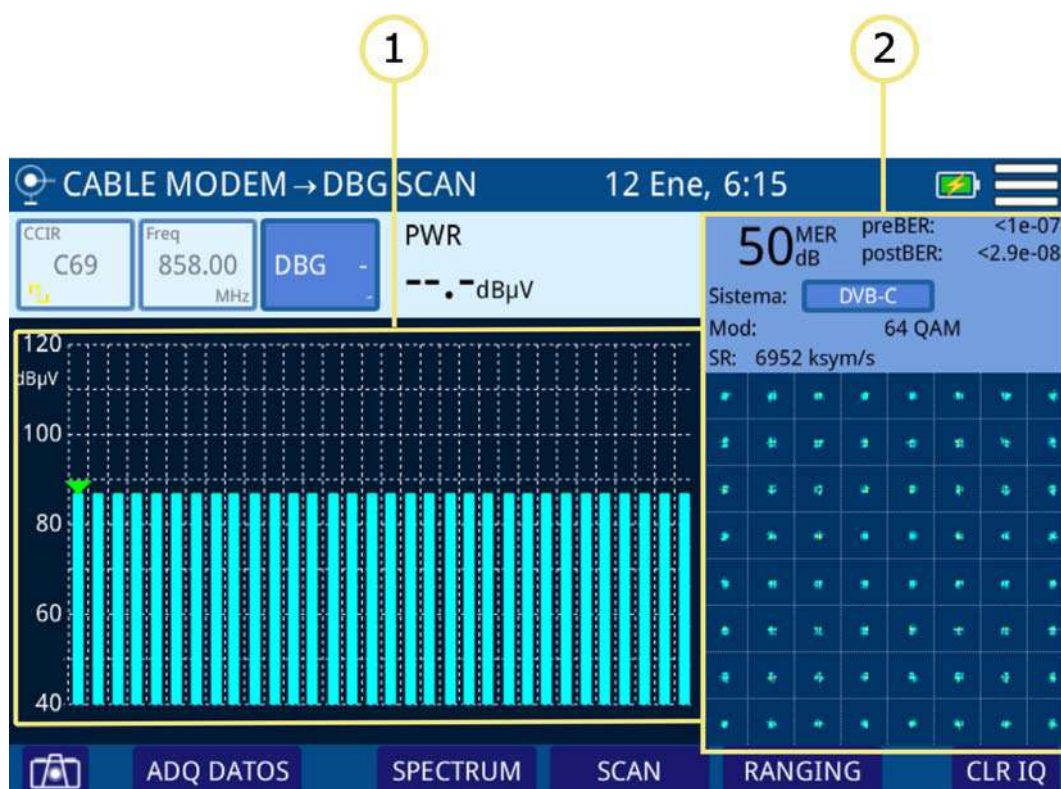 1
2
CABLE MODEM → DBG SCAN 12 Ene, 6:15
CCIR
C69
Freq
858.00
MHz
DBG -
-
PWR
--.-dBµV
50 MER dB
preBER: <1e-07
postBER: <2.9e-08
Sistema: DVB-C
Mod: 64 QAM
SR: 6952 ksym/s
120
dBµV
100
80
60
40
ADQ DATOS SPECTRUM SCAN RANGING CLR IQ